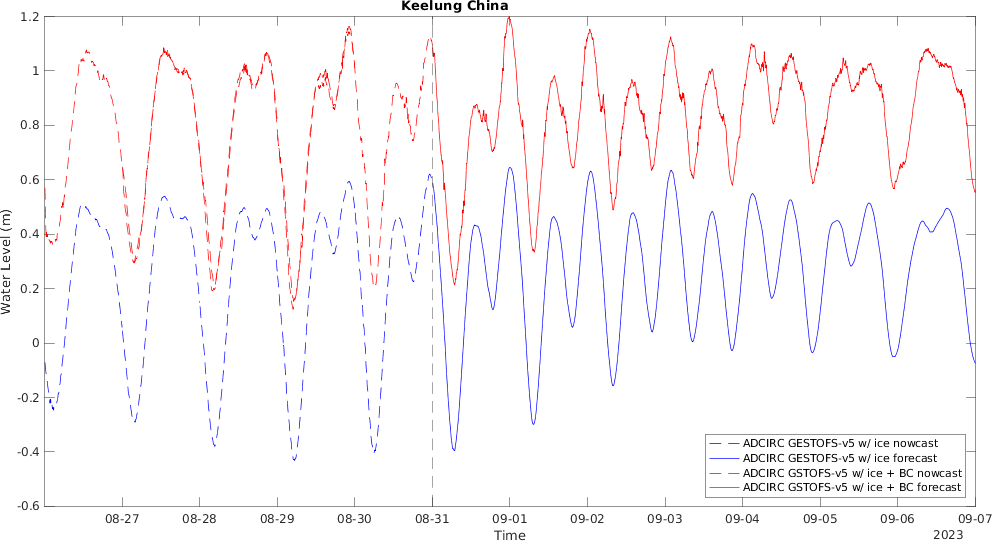 Keelung China
1.2
1
0.8
0.6
0.4
0.2
0
-0.2
-0.4
-0.6
Water Level (m)
ADCIRC GESTOFS-v5 w/ ice nowcast
ADCIRC GESTOFS-v5 w/ ice forecast
ADCIRC GSTOFS-v5 w/ ice + BC nowcast
ADCIRC GSTOFS-v5 w/ ice + BC forecast
08-27 08-28 08-29 08-30 08-31 09-01 09-02 09-03 09-04 09-05 09-06 09-07
Time
2023